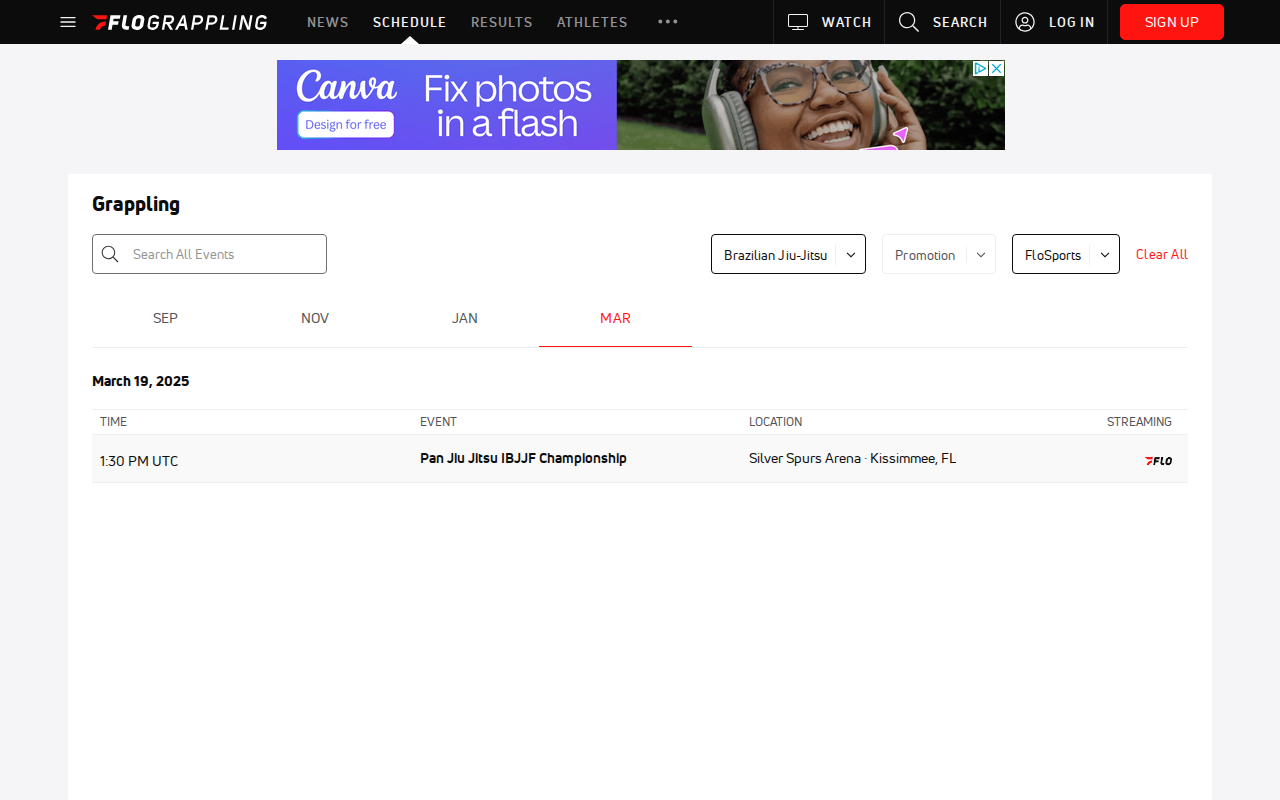 FLOGRAPPLING NEWS SCHEDULE RESULTS ATHLETES WATCH SEARCH LOG IN SIGN UP
Canva
Design for free
Fix photos
in a flash
Grappling
Search All Events
Brazilian Jiu-Jitsu
Promotion
FloSports
Clear All
SEP NOV JAN MAR
March 19, 2025
TIME EVENT LOCATION STREAMING
1:30 PM UTC Pan Jiu Jitsu IBJJF Championship Silver Spurs Arena · Kissimmee, FL FLO